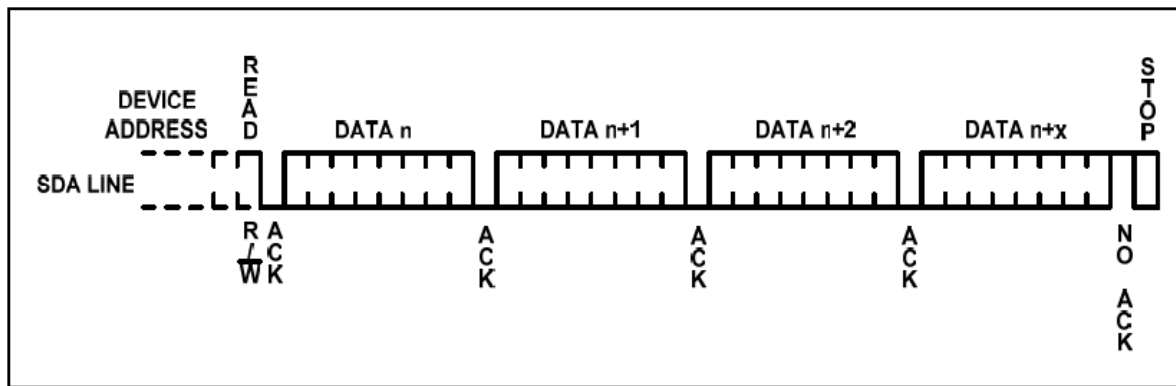 DEVICE
ADDRESS
READ
DATA n
DATA n+1
DATA n+2
DATA n+x
STOP
SDA LINE
R/W
ACK
ACK
ACK
ACK
NO ACK